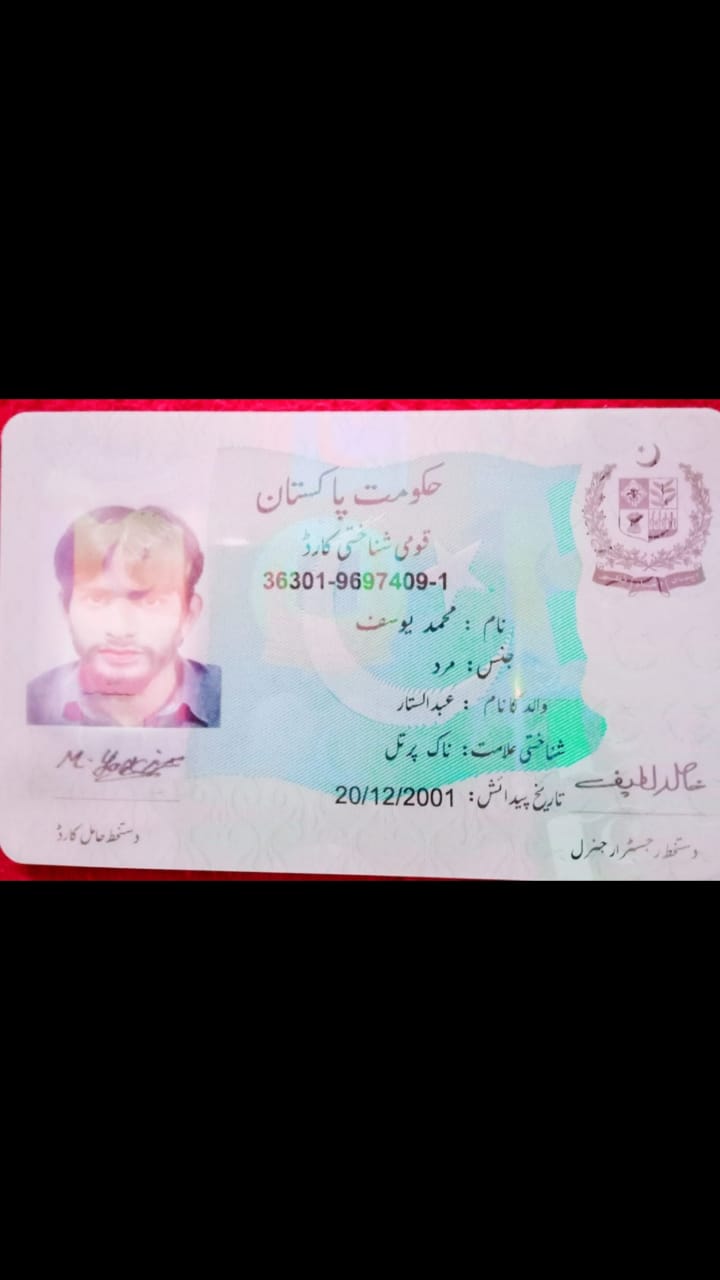 حکومت پاکستان
قومی شناختی کارڈ
36301-9697409-1
نام : محمد یوسف
جنس: مرد
والد کا نام : عبدالستار
شناختی علامت: ناک پر تل
تاریخ پیدائش: 20/12/2001
خالد لطیف
دستخط حامل کارڈ
دستخط رجسٹرار جنرل